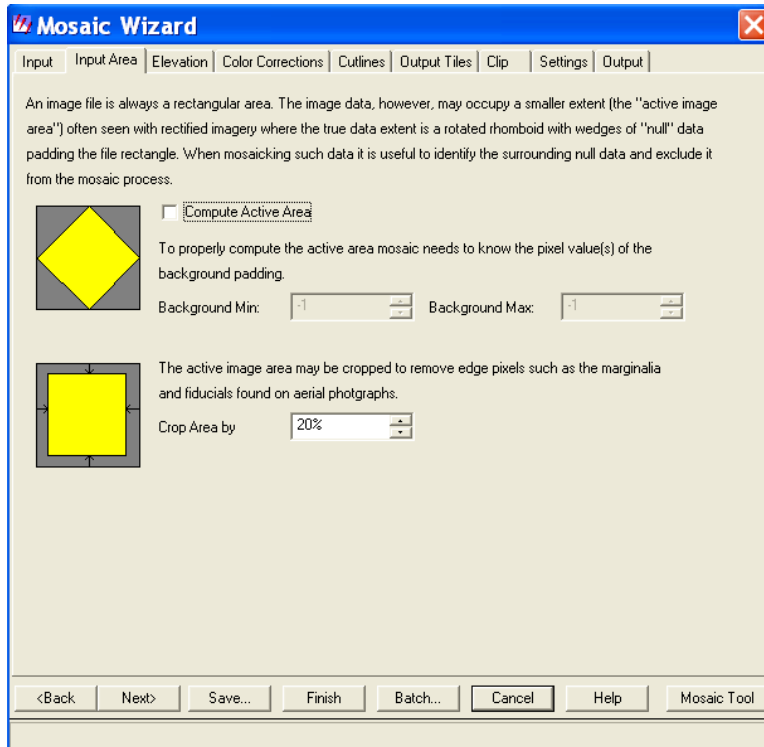 Mosaic Wizard
Input Input Area Elevation Color Corrections Cutlines Output Tiles Clip Settings Output
An image file is always a rectangular area. The image data, however, may occupy a smaller extent (the "active image
area") often seen with rectified imagery where the true data extent is a rotated rhomboid with wedges of "null" data
padding the file rectangle. When mosaicking such data it is useful to identify the surrounding null data and exclude it
from the mosaic process.
Compute Active Area
To properly compute the active area mosaic needs to know the pixel value(s) of the
background padding.
Background Min: -1 Background Max: -1
The active image area may be cropped to remove edge pixels such as the marginalia
and fiducials found on aerial photgraphs.
Crop Area by 20%
<Back Next> Save... Finish Batch... Cancel Help Mosaic Tool